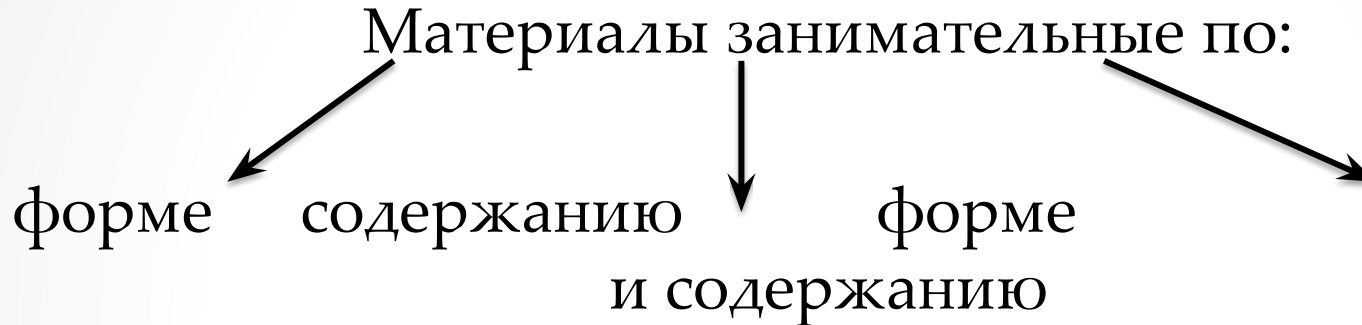 Материалы занимательные по:
форме содержанию форме
и содержанию